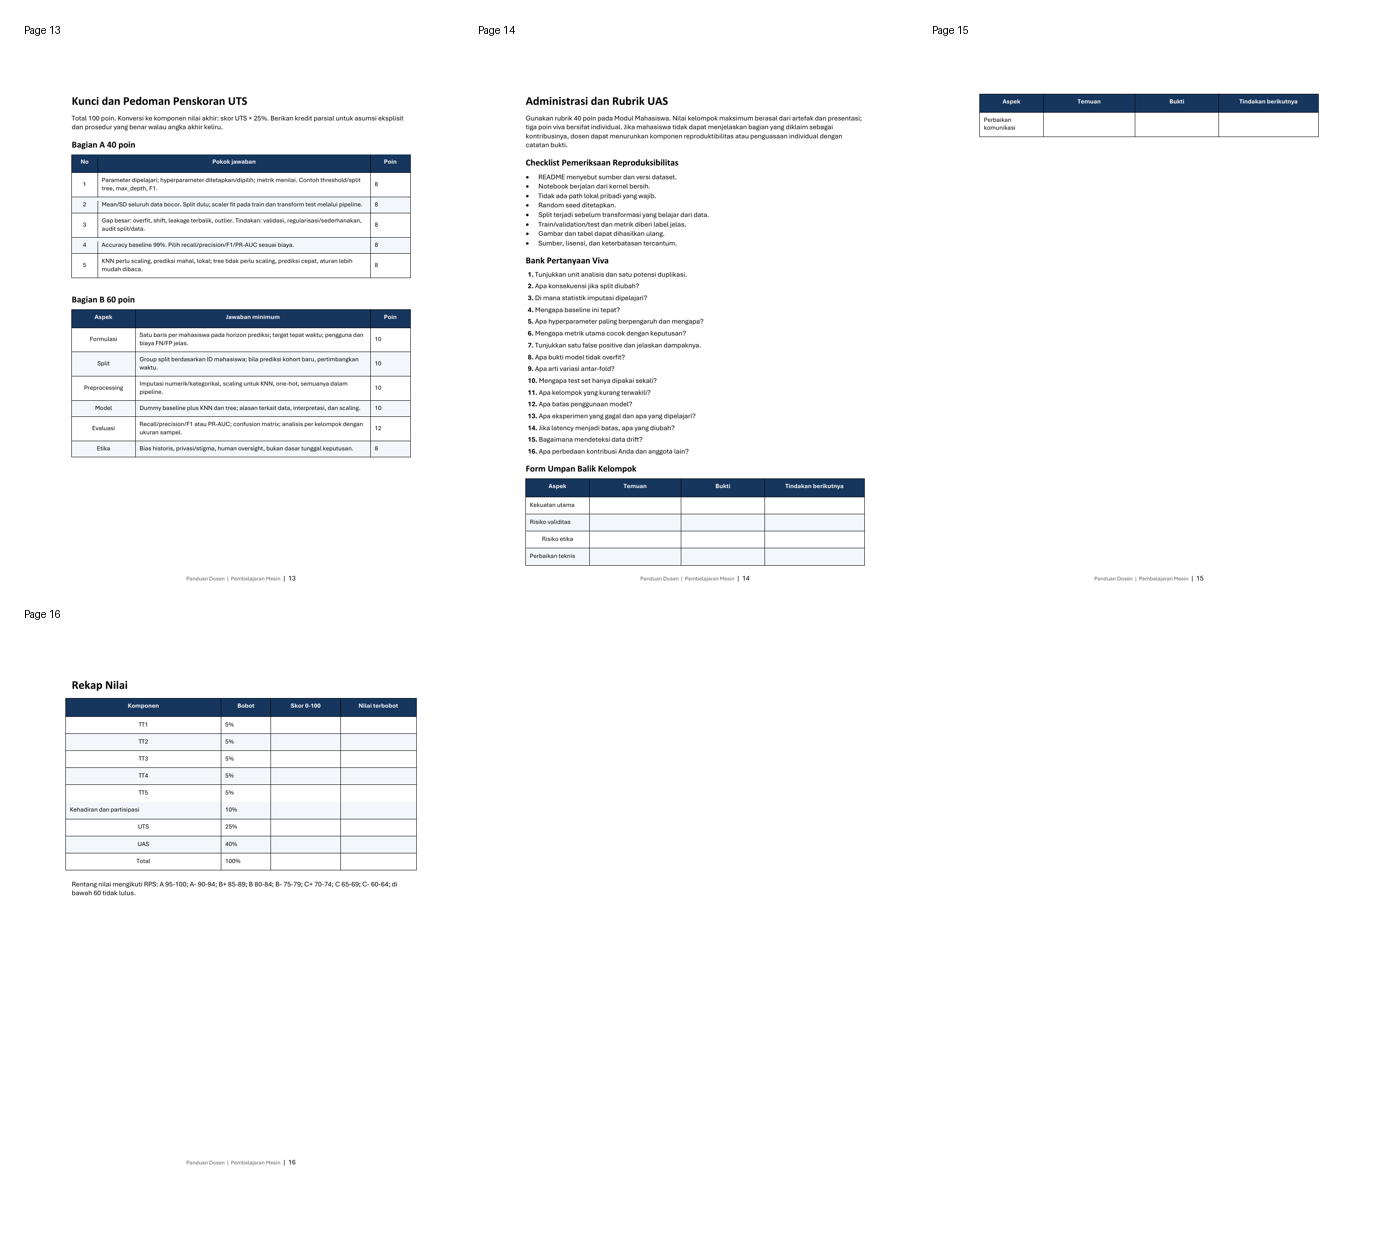 Page 13
Kunci dan Pedoman Penskoran UTS
Total 100 poin. Konversi ke komponen nilai akhir: skor UTS × 25%. Berikan kredit parsial untuk asumsi eksplisit
dan prosedur yang benar walau angka akhir keliru.
Bagian A 40 poin
No Pokok jawaban Poin
1 Parameter dipelajari; hyperparameter ditetapkan/dipilih; metrik menilai. Contoh threshold/split 8
tree, max_depth, F1.
2 Mean/SD seluruh data bocor. Split dulu; scaler fit pada train dan transform test melalui pipeline. 8
3 Gap besar: overfit, shift, leakage terbalik, outlier. Tindakan: validasi, regularisasi/sederhanakan, 8
audit split/data.
4 Accuracy baseline 99%. Pilih recall/precision/F1/PR-AUC sesuai biaya. 8
5 KNN perlu scaling, prediksi mahal, lokal; tree tidak perlu scaling, prediksi cepat, aturan lebih 8
mudah dibaca.
Bagian B 60 poin
Aspek Jawaban minimum Poin
Formulasi Satu baris per mahasiswa pada horizon prediksi; target tepat waktu; pengguna dan 10
biaya FN/FP jelas.
Split Group split berdasarkan ID mahasiswa; bila prediksi kohort baru, pertimbangkan 10
waktu.
Preprocessing Imputasi numerik/kategorikal, scaling untuk KNN, one-hot, semuanya dalam 10
pipeline.
Model Dummy baseline plus KNN dan tree; alasan terkait data, interpretasi, dan scaling. 10
Evaluasi Recall/precision/F1 atau PR-AUC; confusion matrix; analisis per kelompok dengan 12
ukuran sampel.
Etika Bias historis, privasi/stigma, human oversight, bukan dasar tunggal keputusan. 8
Panduan Dosen | Pembelajaran Mesin | 13
Page 14
Administrasi dan Rubrik UAS
Gunakan rubrik 40 poin pada Modul Mahasiswa. Nilai kelompok maksimum berasal dari artefak dan presentasi;
tiga poin viva bersifat individual. Jika mahasiswa tidak dapat menjelaskan bagian yang diklaim sebagai
kontribusinya, dosen dapat menurunkan komponen reproduktibilitas atau penguasaan individual dengan
catatan bukti.
Checklist Pemeriksaan Reproduksibilitas
• README menyebut sumber dan versi dataset.
• Notebook berjalan dari kernel bersih.
• Tidak ada path lokal pribadi yang wajib.
• Random seed ditetapkan.
• Split terjadi sebelum transformasi yang belajar dari data.
• Train/validation/test dan metrik diberi label jelas.
• Gambar dan tabel dapat dihasilkan ulang.
• Sumber, lisensi, dan keterbatasan tercantum.
Bank Pertanyaan Viva
1. Tunjukkan unit analisis dan satu potensi duplikasi.
2. Apa konsekuensi jika split diubah?
3. Di mana statistik imputasi dipelajari?
4. Mengapa baseline ini tepat?
5. Apa hyperparameter paling berpengaruh dan mengapa?
6. Mengapa metrik utama cocok dengan keputusan?
7. Tunjukkan satu false positive dan jelaskan dampaknya.
8. Apa bukti model tidak overfit?
9. Apa arti variasi antar-fold?
10. Mengapa test set hanya dipakai sekali?
11. Apa kelompok yang kurang terwakili?
12. Apa batas penggunaan model?
13. Apa eksperimen yang gagal dan apa yang dipelajari?
14. Jika latency menjadi batas, apa yang diubah?
15. Bagaimana mendeteksi data drift?
16. Apa perbedaan kontribusi Anda dan anggota lain?
Form Umpan Balik Kelompok
Aspek Temuan Bukti Tindakan berikutnya
Kekuatan utama
Risiko validitas
Risiko etika
Perbaikan teknis
Panduan Dosen | Pembelajaran Mesin | 14
Page 15
Aspek Temuan Bukti Tindakan berikutnya
Perbaikan
komunikasi
Panduan Dosen | Pembelajaran Mesin | 15
Page 16
Rekap Nilai
Komponen Bobot Skor 0-100 Nilai terbobot
TT1 5%
TT2 5%
TT3 5%
TT4 5%
TT5 5%
Kehadiran dan partisipasi 10%
UTS 25%
UAS 40%
Total 100%
Rentang nilai mengikuti RPS: A 95-100; A- 90-94; B+ 85-89; B 80-84; B- 75-79; C+ 70-74; C 65-69; C- 60-64; di
bawah 60 tidak lulus.
Panduan Dosen | Pembelajaran Mesin | 16